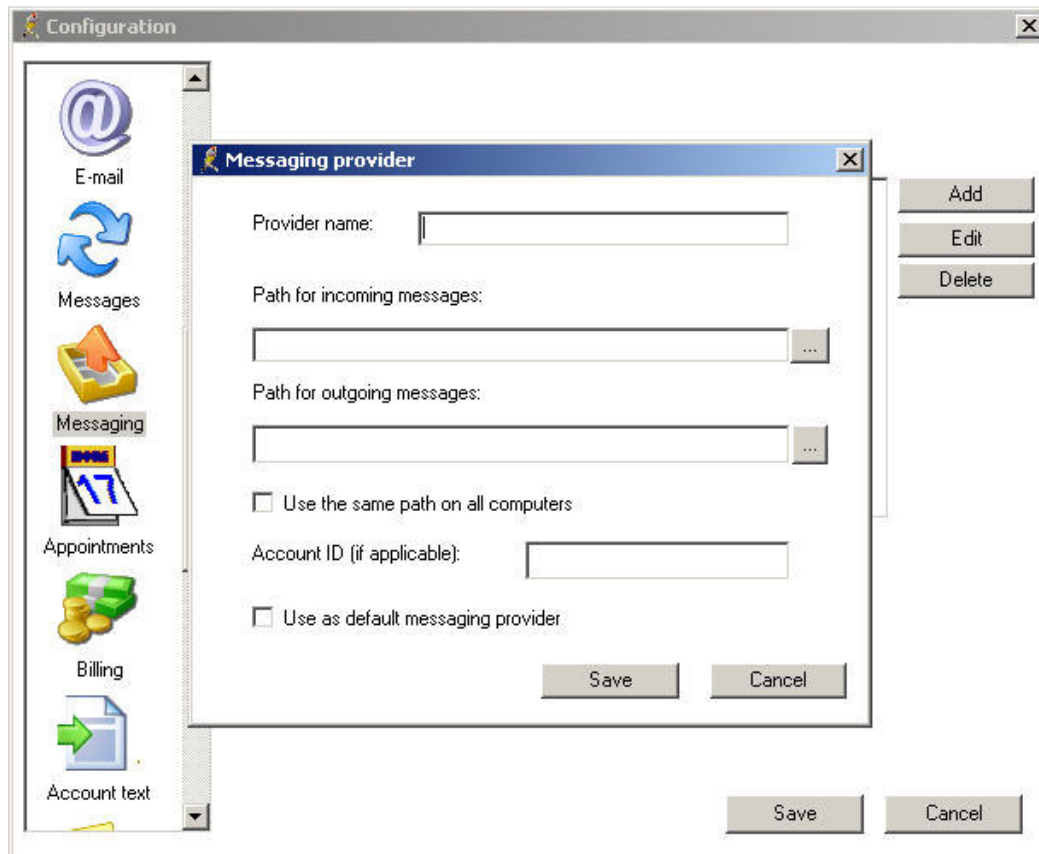 Configuration
E-mail
Messages
Messaging
Appointments
Billing
Account text
Messaging provider
Provider name:
Path for incoming messages:
...
Path for outgoing messages:
...
Use the same path on all computers
Account ID (if applicable):
Use as default messaging provider
Save
Cancel
Add
Edit
Delete
Save
Cancel
17